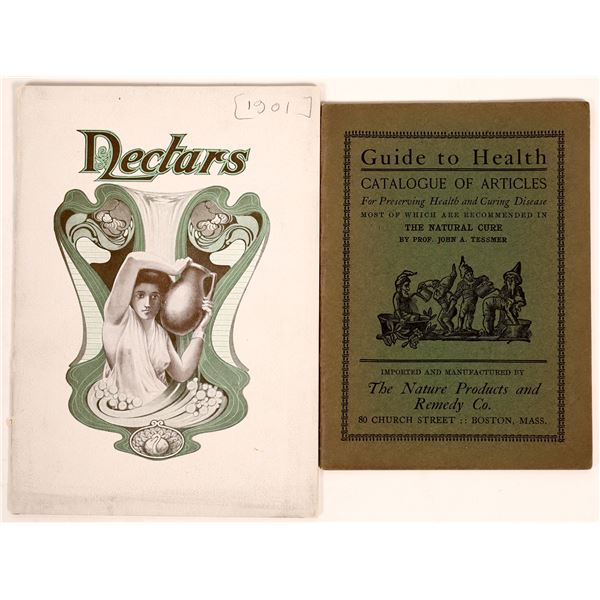 [1901]
Nectars
Guide to Health
CATALOGUE OF ARTICLES
For Preserving Health and Curing Disease
MOST OF WHICH ARE RECOMMENDED IN
THE NATURAL CURE
BY PROF. JOHN A. TESSMER
IMPORTED AND MANUFACTURED BY
The Nature Products and
Remedy Co.
80 CHURCH STREET :: BOSTON, MASS.